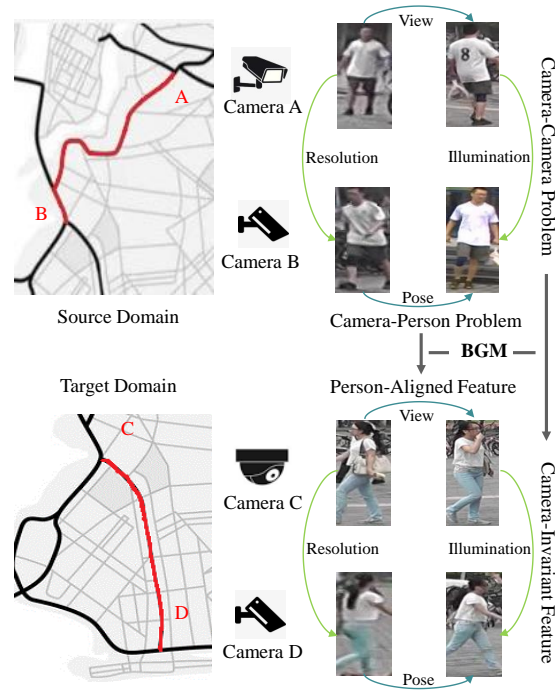 View
A
8
Camera A
Resolution
Illumination
Camera-Camera Problem
B
Camera B
Pose
Source Domain
Camera-Person Problem
BGM
Target Domain
Person-Aligned Feature
View
C
Camera C
Resolution
Illumination
Camera-Invariant Feature
D
Camera D
Pose